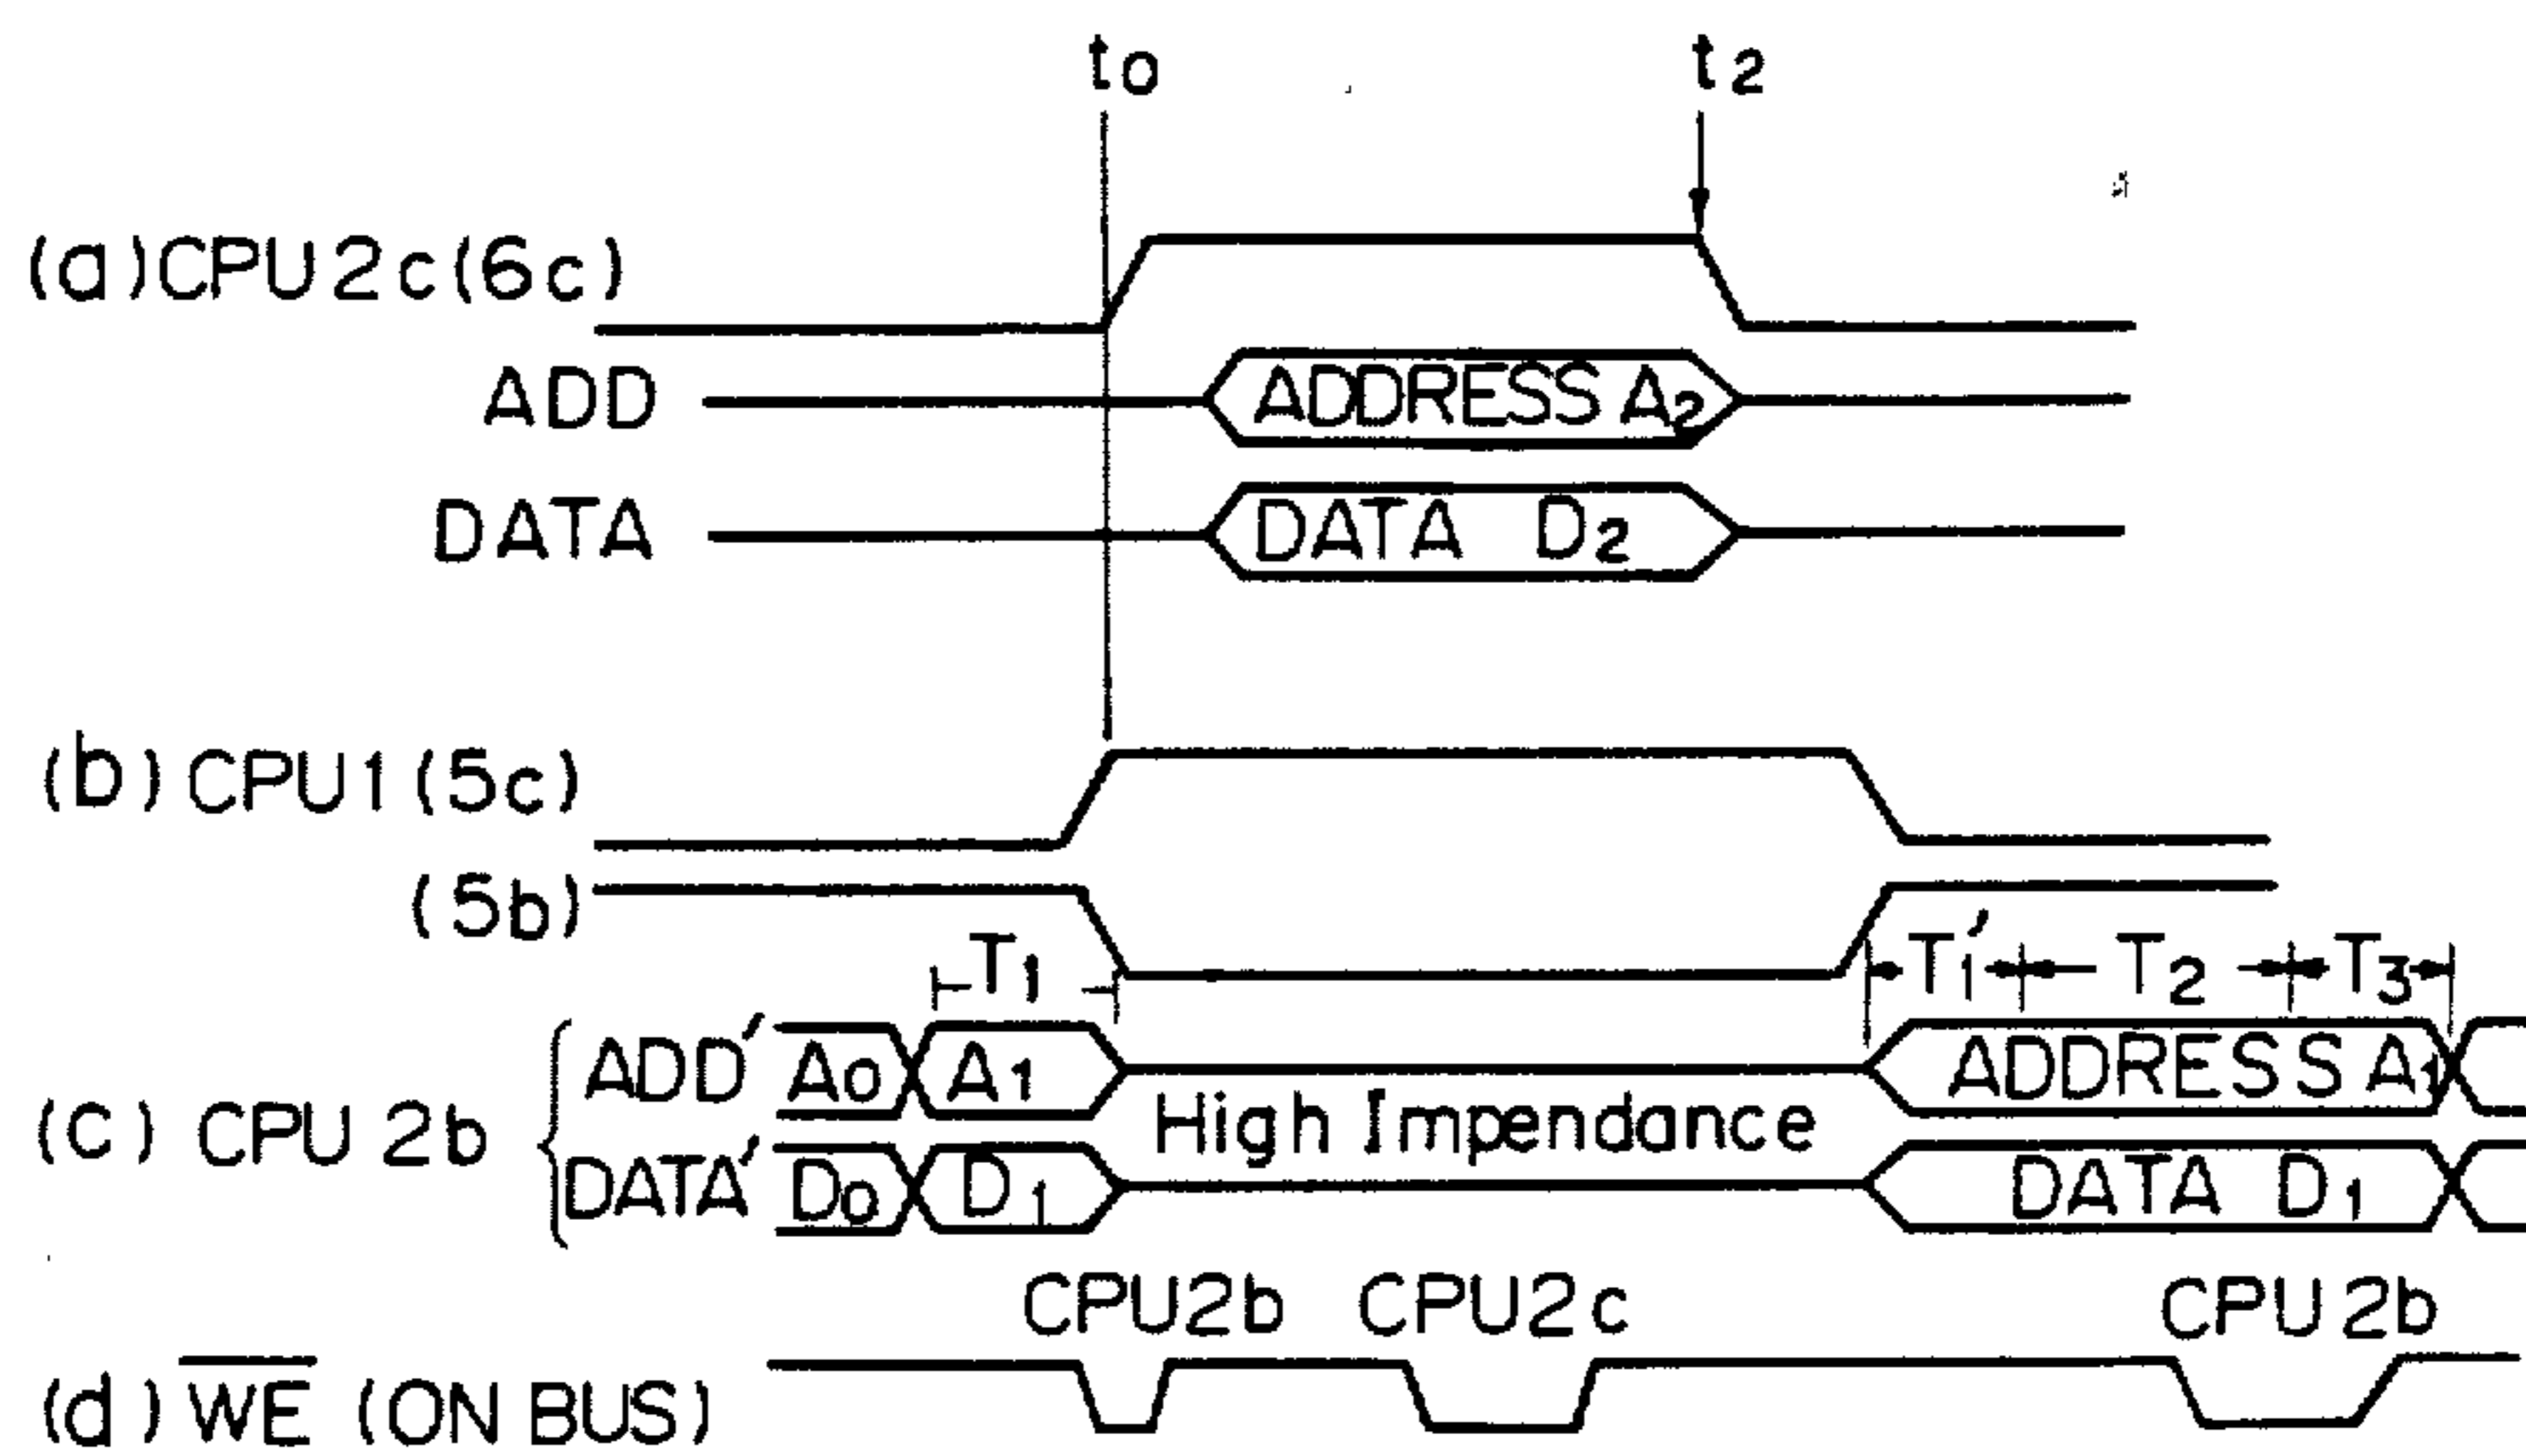 t0 t2
(a) CPU 2c (6c)
ADD ADDRESS A2
DATA DATA D2
(b) CPU1 (5c)
(5b)
T1 T1' T2 T3
ADD' A0 A1 ADDRESS A1
(c) CPU 2b High Impendance
DATA' D0 D1 DATA D1
CPU2b CPU2c CPU 2b
(d) W̅E̅ (ON BUS)